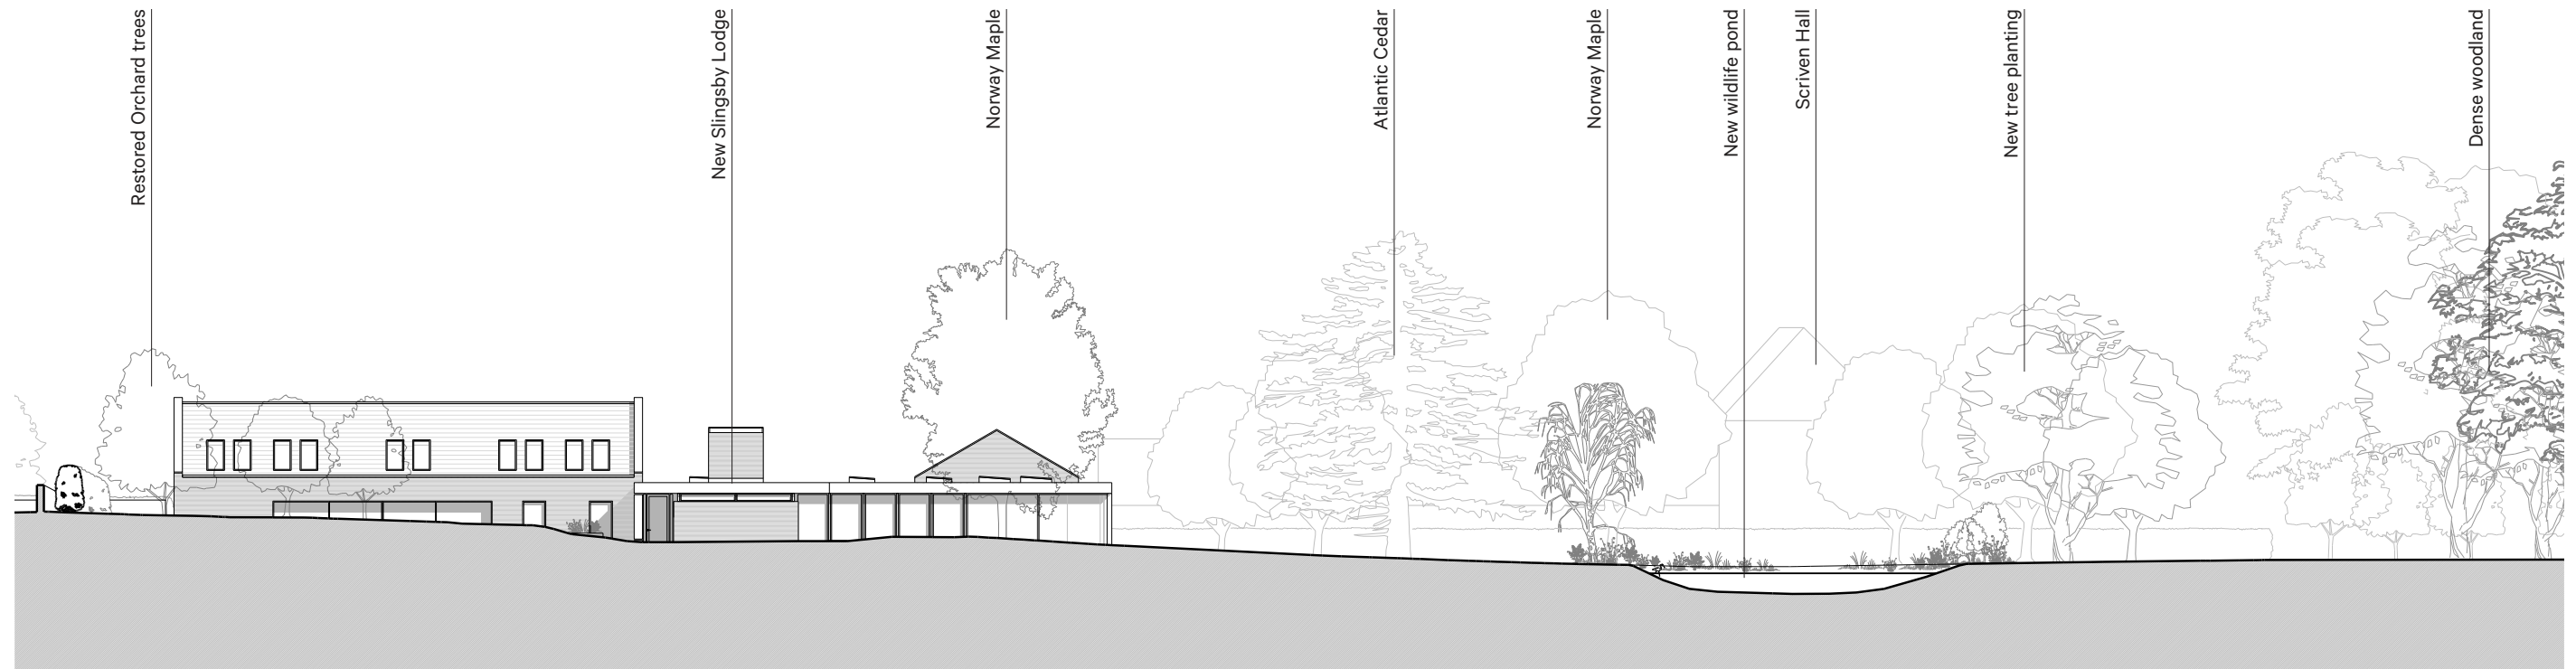 Restored Orchard trees
New Slingsby Lodge
Norway Maple
Atlantic Cedar
Norway Maple
New wildlife pond
Scriven Hall
New tree planting
Dense woodland